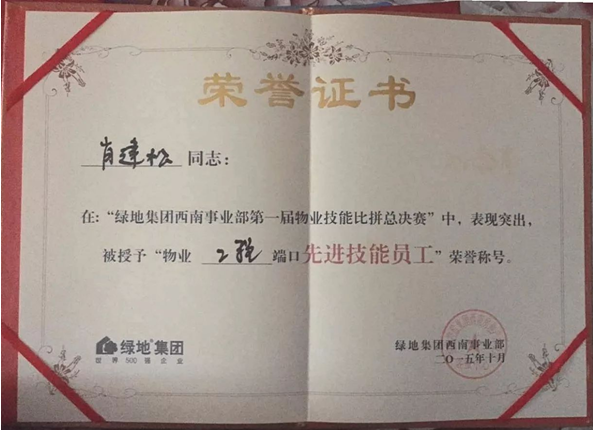 荣誉证书
肖建松 同志：
在：“绿地集团西南事业部第一届物业技能比拼总决赛”中，表现突出，
被授予“物业 工程 端口先进技能员工”荣誉称号。
绿地集团
世界500强企业
绿地集团西南事业部
二〇一五年十月